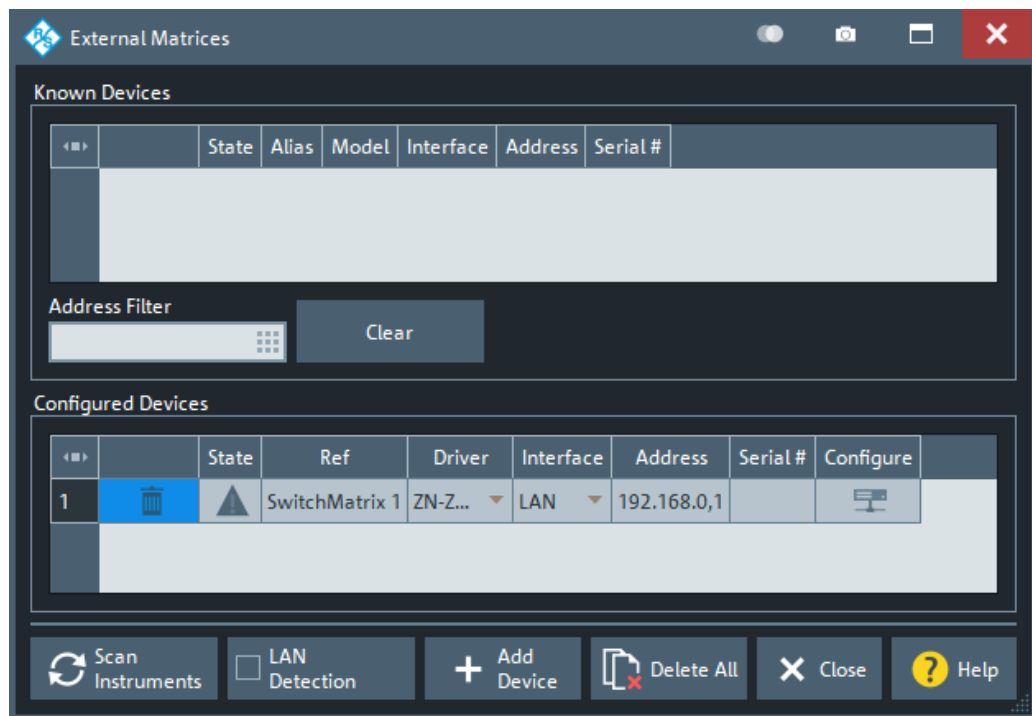 R&S External Matrices
Known Devices
State Alias Model Interface Address Serial #
Address Filter
Clear
Configured Devices
State Ref Driver Interface Address Serial # Configure
1 SwitchMatrix 1 ZN-Z... LAN 192.168.0,1
Scan Instruments
LAN Detection
Add Device
Delete All
Close
? Help